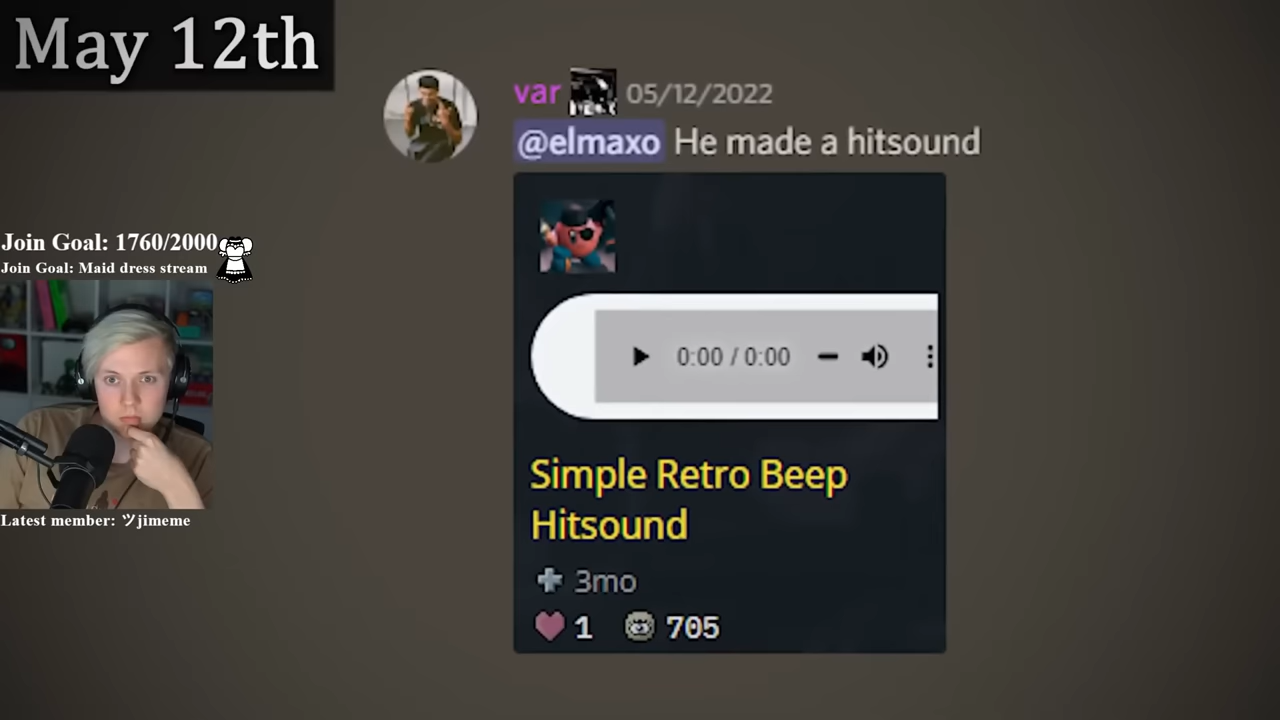 May 12th
var 05/12/2022
@elmaxo He made a hitsound
Join Goal: 1760/2000
Join Goal: Maid dress stream
0:00 / 0:00
Simple Retro Beep
Hitsound
3mo
1 705
Latest member: ツjimeme